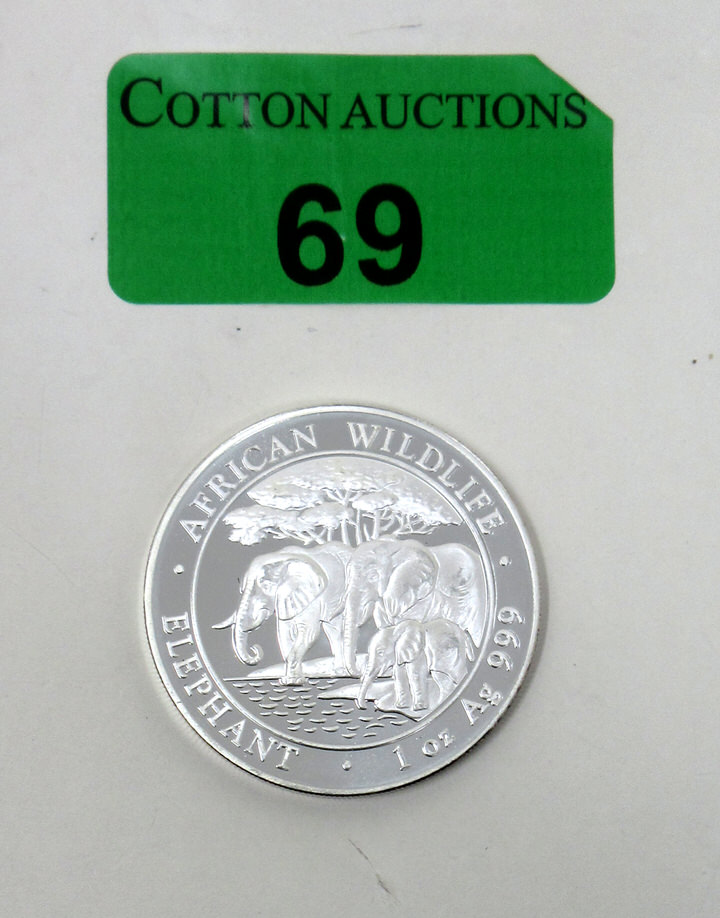 COTTON AUCTIONS
69
AFRICAN WILDLIFE
ELEPHANT • 1 oz Ag 999